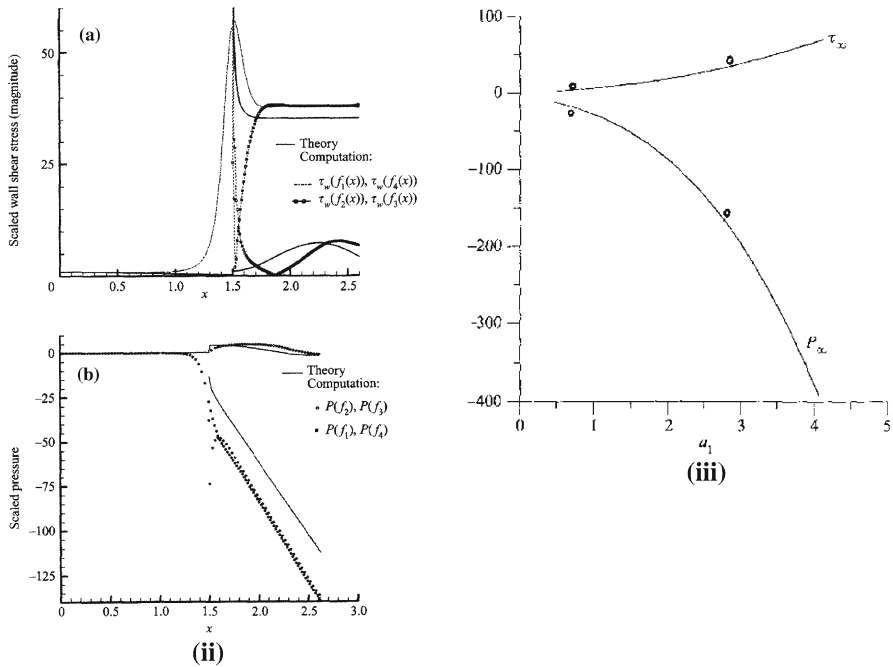 (a)
Scaled wall shear stress (magnitude)
50
25
Theory
Computation:
τw(f1(x)), τw(f4(x))
τw(f2(x)), τw(f3(x))
0 0.5 1.0 1.5 2.0 2.5
x
(b)
Scaled pressure
0
−25
−50
−75
−100
−125
Theory
Computation:
P(f2), P(f3)
P(f1), P(f4)
0 0.5 1.0 1.5 2.0 2.5 3.0
x
(ii)
100
0
-100
-200
-300
-400
τ∞
P∞
0 1 2 3 4 5
a1
(iii)